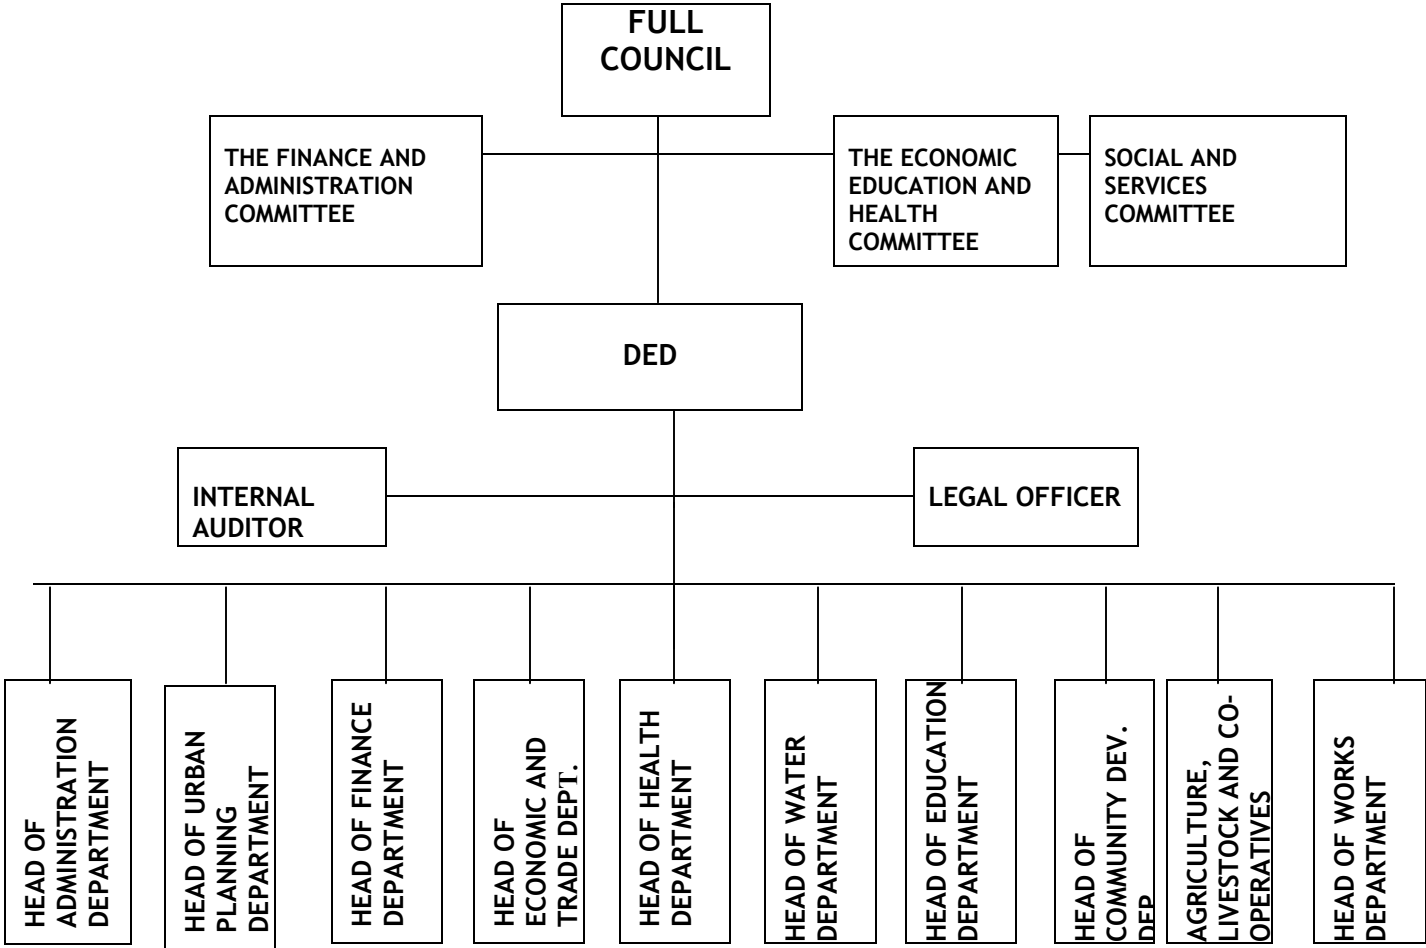 FULL
COUNCIL
THE FINANCE AND
ADMINISTRATION
COMMITTEE
THE ECONOMIC
EDUCATION AND
HEALTH
COMMITTEE
SOCIAL AND
SERVICES
COMMITTEE
DED
INTERNAL
AUDITOR
LEGAL OFFICER
HEAD OF
ADMINISTRATION
DEPARTMENT
HEAD OF URBAN
PLANNING
DEPARTMENT
HEAD OF FINANCE
DEPARTMENT
HEAD OF
ECONOMIC AND
TRADE DEPT.
HEAD OF HEALTH
DEPARTMENT
HEAD OF WATER
DEPARTMENT
HEAD OF EDUCATION
DEPARTMENT
HEAD OF
COMMUNITY DEV.
DEP
AGRICULTURE,
LIVESTOCK AND CO-
OPERATIVES
HEAD OF WORKS
DEPARTMENT